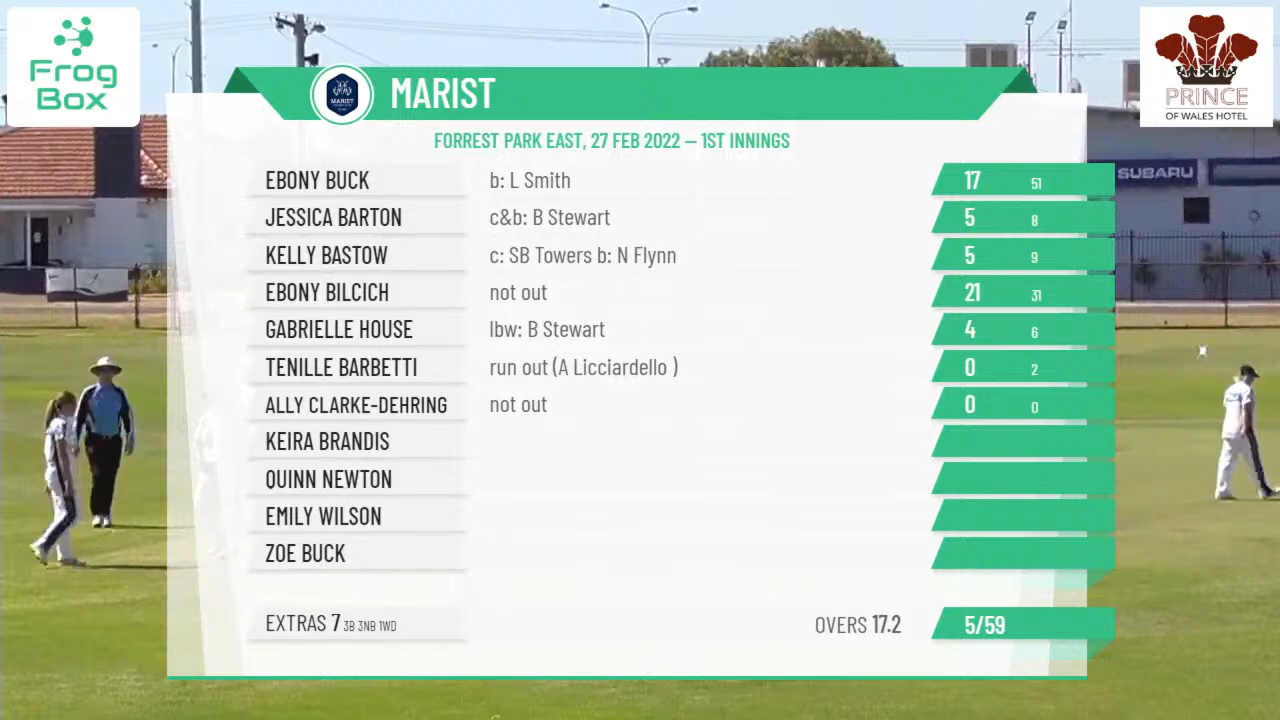 Frog
Box
MARIST
MARIST
PRINCE
OF WALES HOTEL
FORREST PARK EAST, 27 FEB 2022 – 1ST INNINGS
SUBARU
EBONY BUCK b: L Smith 17 51
JESSICA BARTON c&b: B Stewart 5 8
KELLY BASTOW c: SB Towers b: N Flynn 5 9
EBONY BILCICH not out 21 31
GABRIELLE HOUSE lbw: B Stewart 4 6
TENILLE BARBETTI run out (A Licciardello ) 0 2
ALLY CLARKE-DEHRING not out 0 0
KEIRA BRANDIS
QUINN NEWTON
EMILY WILSON
ZOE BUCK
EXTRAS 7 3B 3NB 1WD OVERS 17.2 5/59